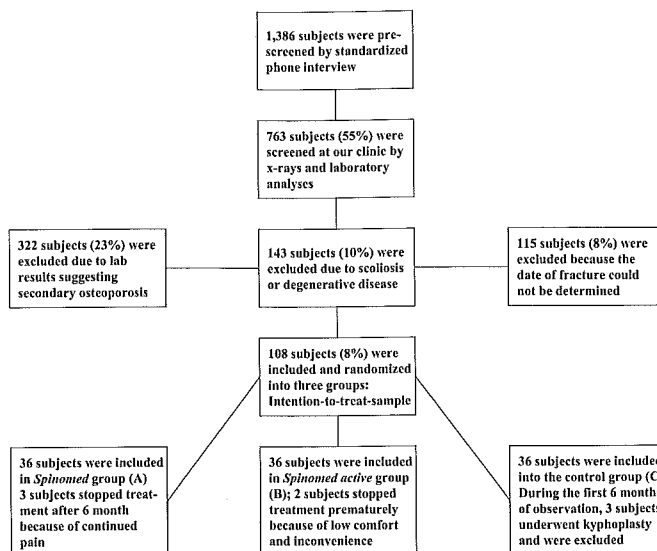 1,386 subjects were pre-
screened by standardized
phone interview
763 subjects (55%) were
screened at our clinic by
x-rays and laboratory
analyses
322 subjects (23%) were
excluded due to lab
results suggesting
secondary osteoporosis
143 subjects (10%) were
excluded due to scoliosis
or degenerative disease
115 subjects (8%) were
excluded because the
date of fracture could
not be determined
108 subjects (8%) were
included and randomized
into three groups:
Intention-to-treat-sample
36 subjects were included
in Spinomed group (A)
3 subjects stopped treat-
ment after 6 month
because of continued
pain
36 subjects were included
in Spinomed active group
(B); 2 subjects stopped
treatment prematurely
because of low comfort
and inconvenience
36 subjects were include
into the control group (C
During the first 6 month
of observation, 3 subjects
underwent kyphoplasty
and were excluded